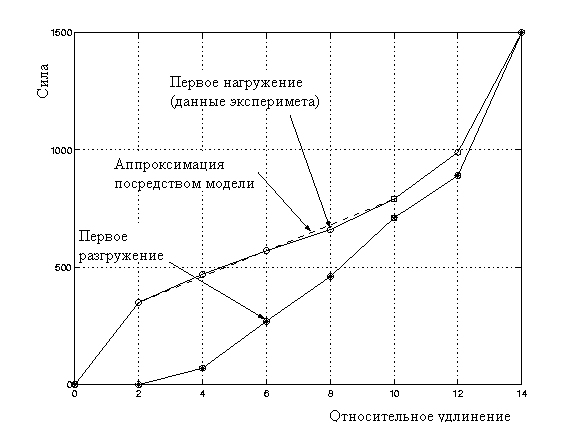 1500
Сила
Первое нагружение
(данные эксперимета)
1000
Аппроксимация
посредством модели
Первое
разгружение
500
0
0 2 4 6 8 10 12 14
Относительное удлинение